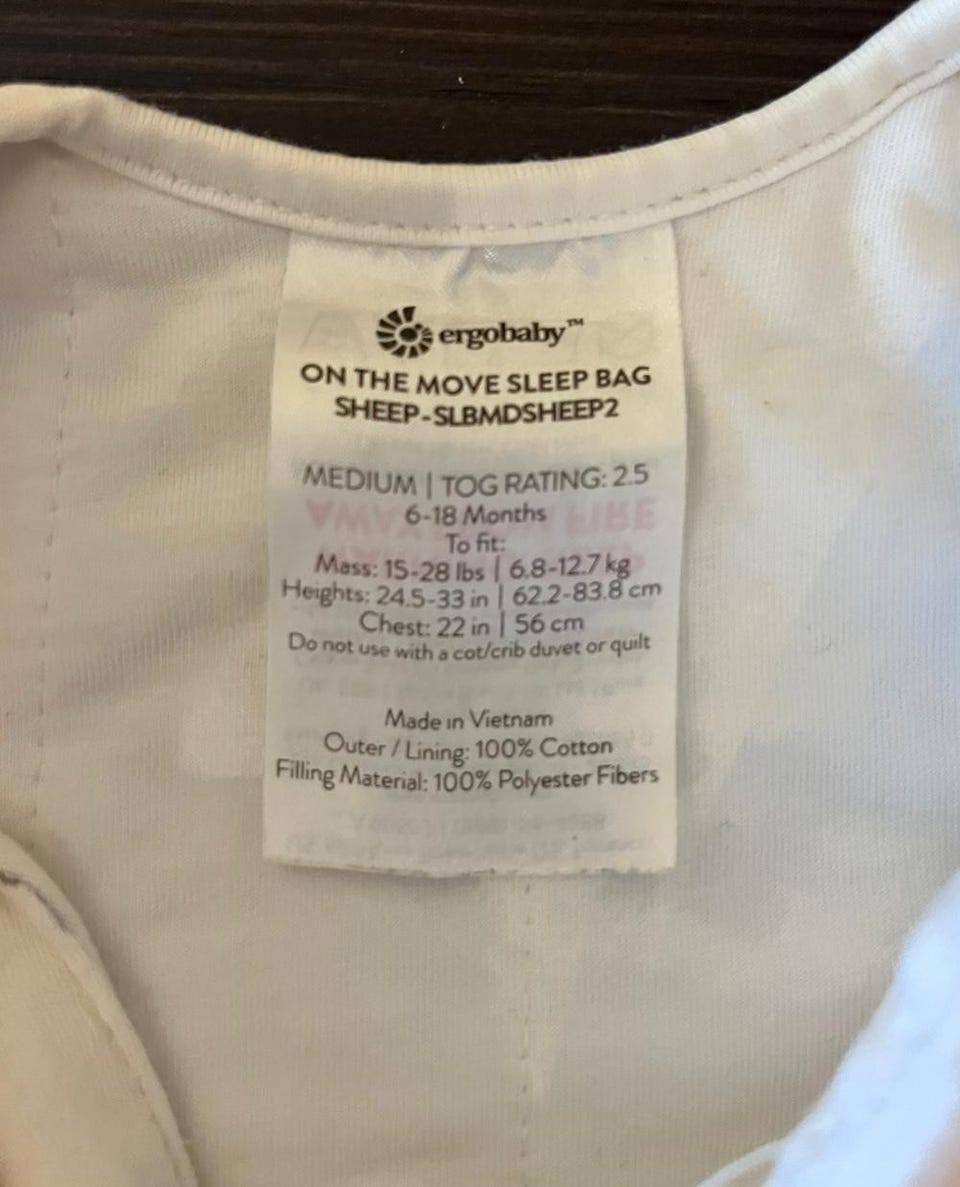 ergobaby™
ON THE MOVE SLEEP BAG
SHEEP-SLBMDSHEEP2
MEDIUM | TOG RATING: 2.5
6-18 Months
To fit:
Mass: 15-28 lbs | 6.8-12.7 kg
Heights: 24.5-33 in | 62.2-83.8 cm
Chest: 22 in | 56 cm
Do not use with a cot/crib duvet or quilt
Made in Vietnam
Outer / Lining: 100% Cotton
Filling Material: 100% Polyester Fibers